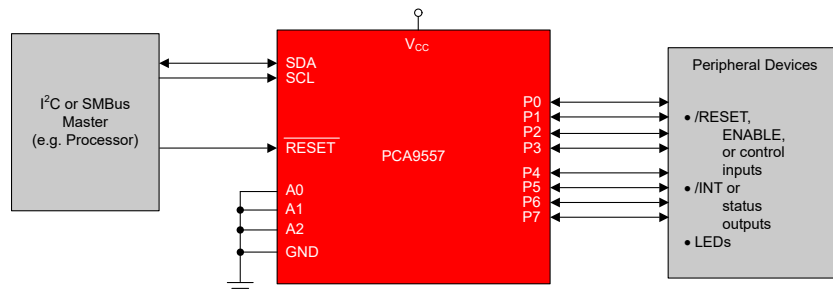 I²C or SMBus
Master
(e.g. Processor)
VCC
SDA
SCL
RESET
A0
A1
A2
GND
PCA9557
P0
P1
P2
P3
P4
P5
P6
P7
Peripheral Devices
• /RESET,
ENABLE,
or control
inputs
• /INT or
status
outputs
• LEDs